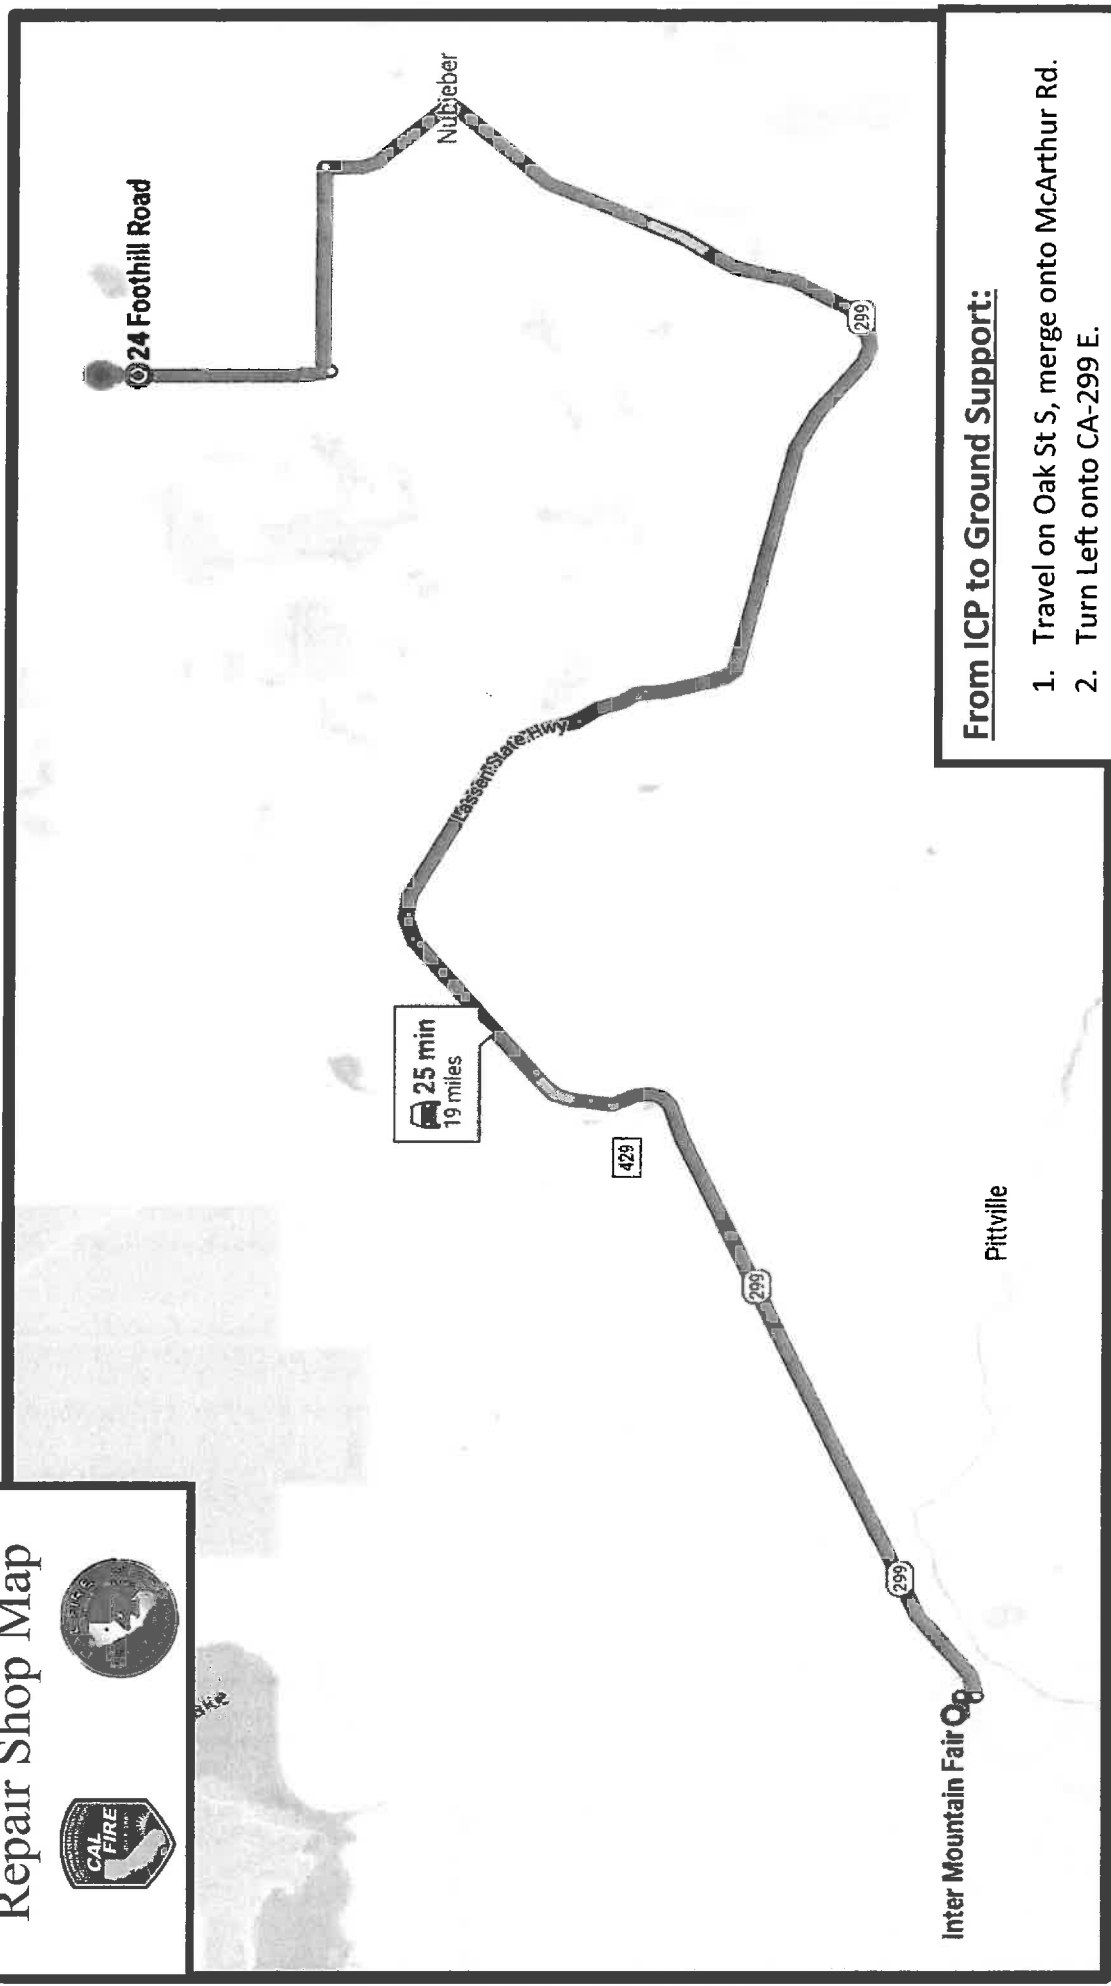 Repair Shop Map
CAL
FIRE
24 Foothill Road
Nubieber
299
Lassen State Hwy
25 min
19 miles
429
299
Pittville
299
Inter Mountain Fair
From ICP to Ground Support:
1. Travel on Oak St S, merge onto McArthur Rd.
2. Turn Left onto CA-299 E.